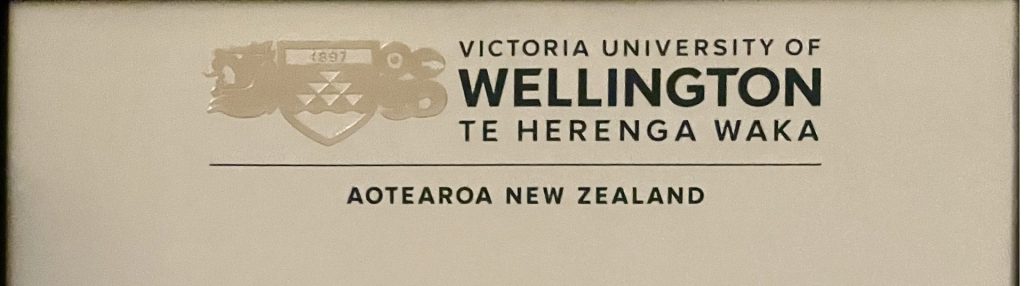 1897
VICTORIA UNIVERSITY OF
WELLINGTON
TE HERENGA WAKA
AOTEAROA NEW ZEALAND